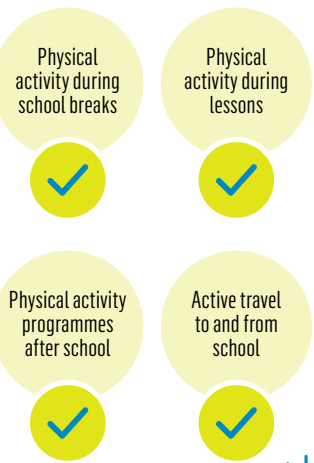 Physical
activity during
school breaks
Physical
activity during
lessons
Physical activity
programmes
after school
Active travel
to and from
school